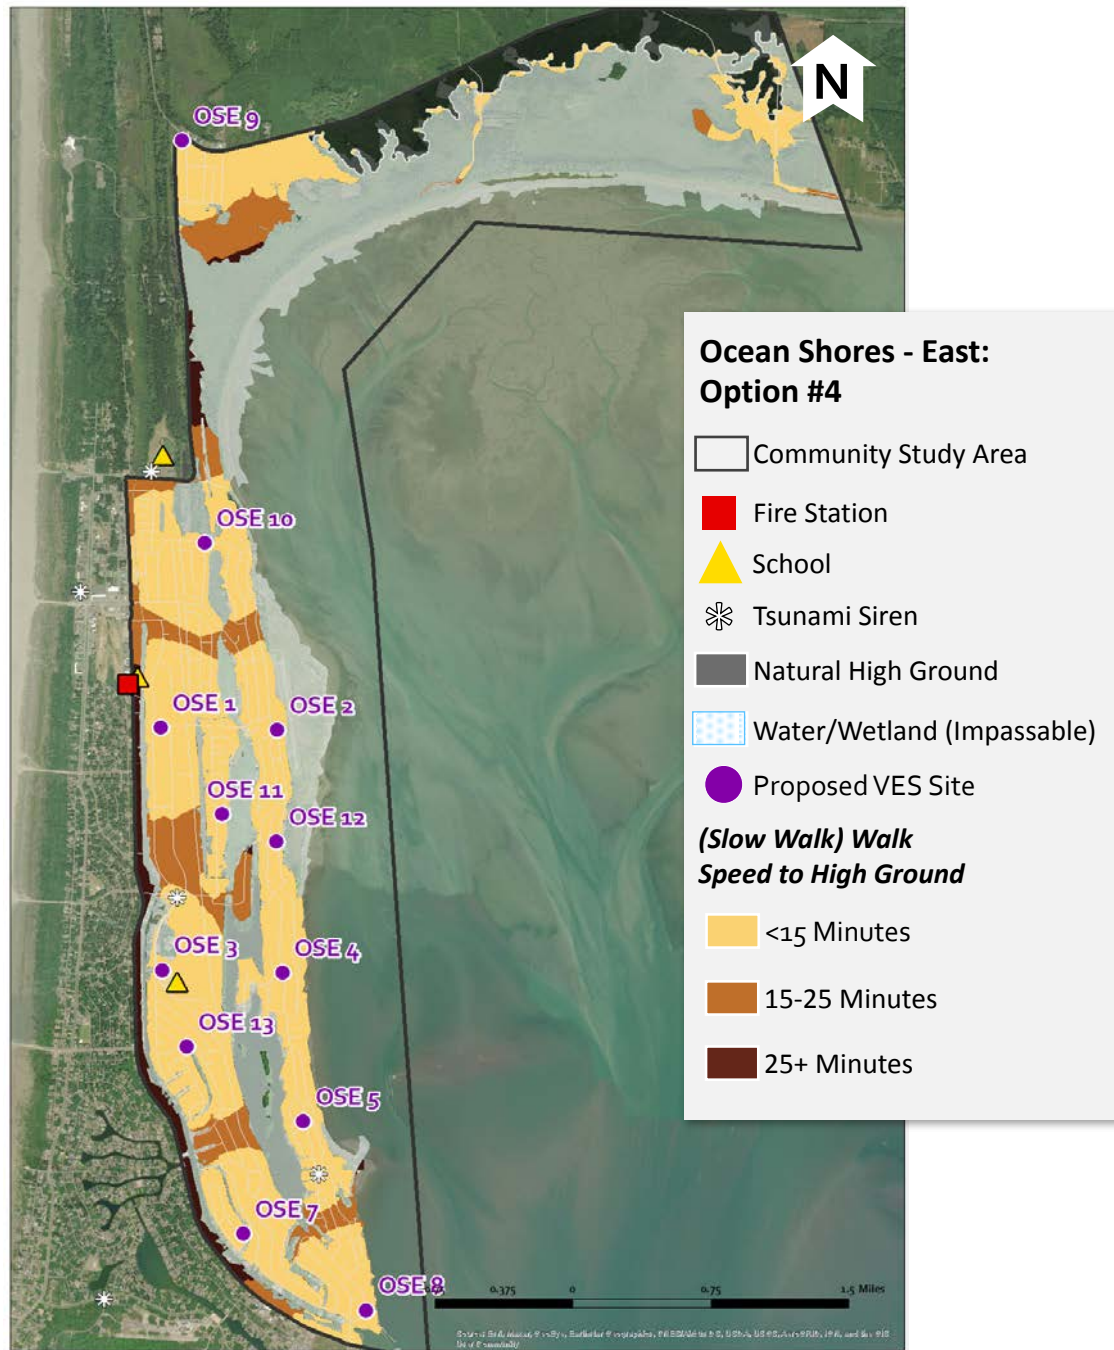 N
OSE 9
Ocean Shores - East:
Option #4
Community Study Area
Fire Station
School
Tsunami Siren
Natural High Ground
Water/Wetland (Impassable)
Proposed VES Site
(Slow Walk) Walk
Speed to High Ground
<15 Minutes
15-25 Minutes
25+ Minutes
OSE 10
OSE 1
OSE 2
OSE 11
OSE 12
OSE 3
OSE 4
OSE 13
OSE 5
OSE 7
OSE 8
0.375 0 0.75 1.5 Miles